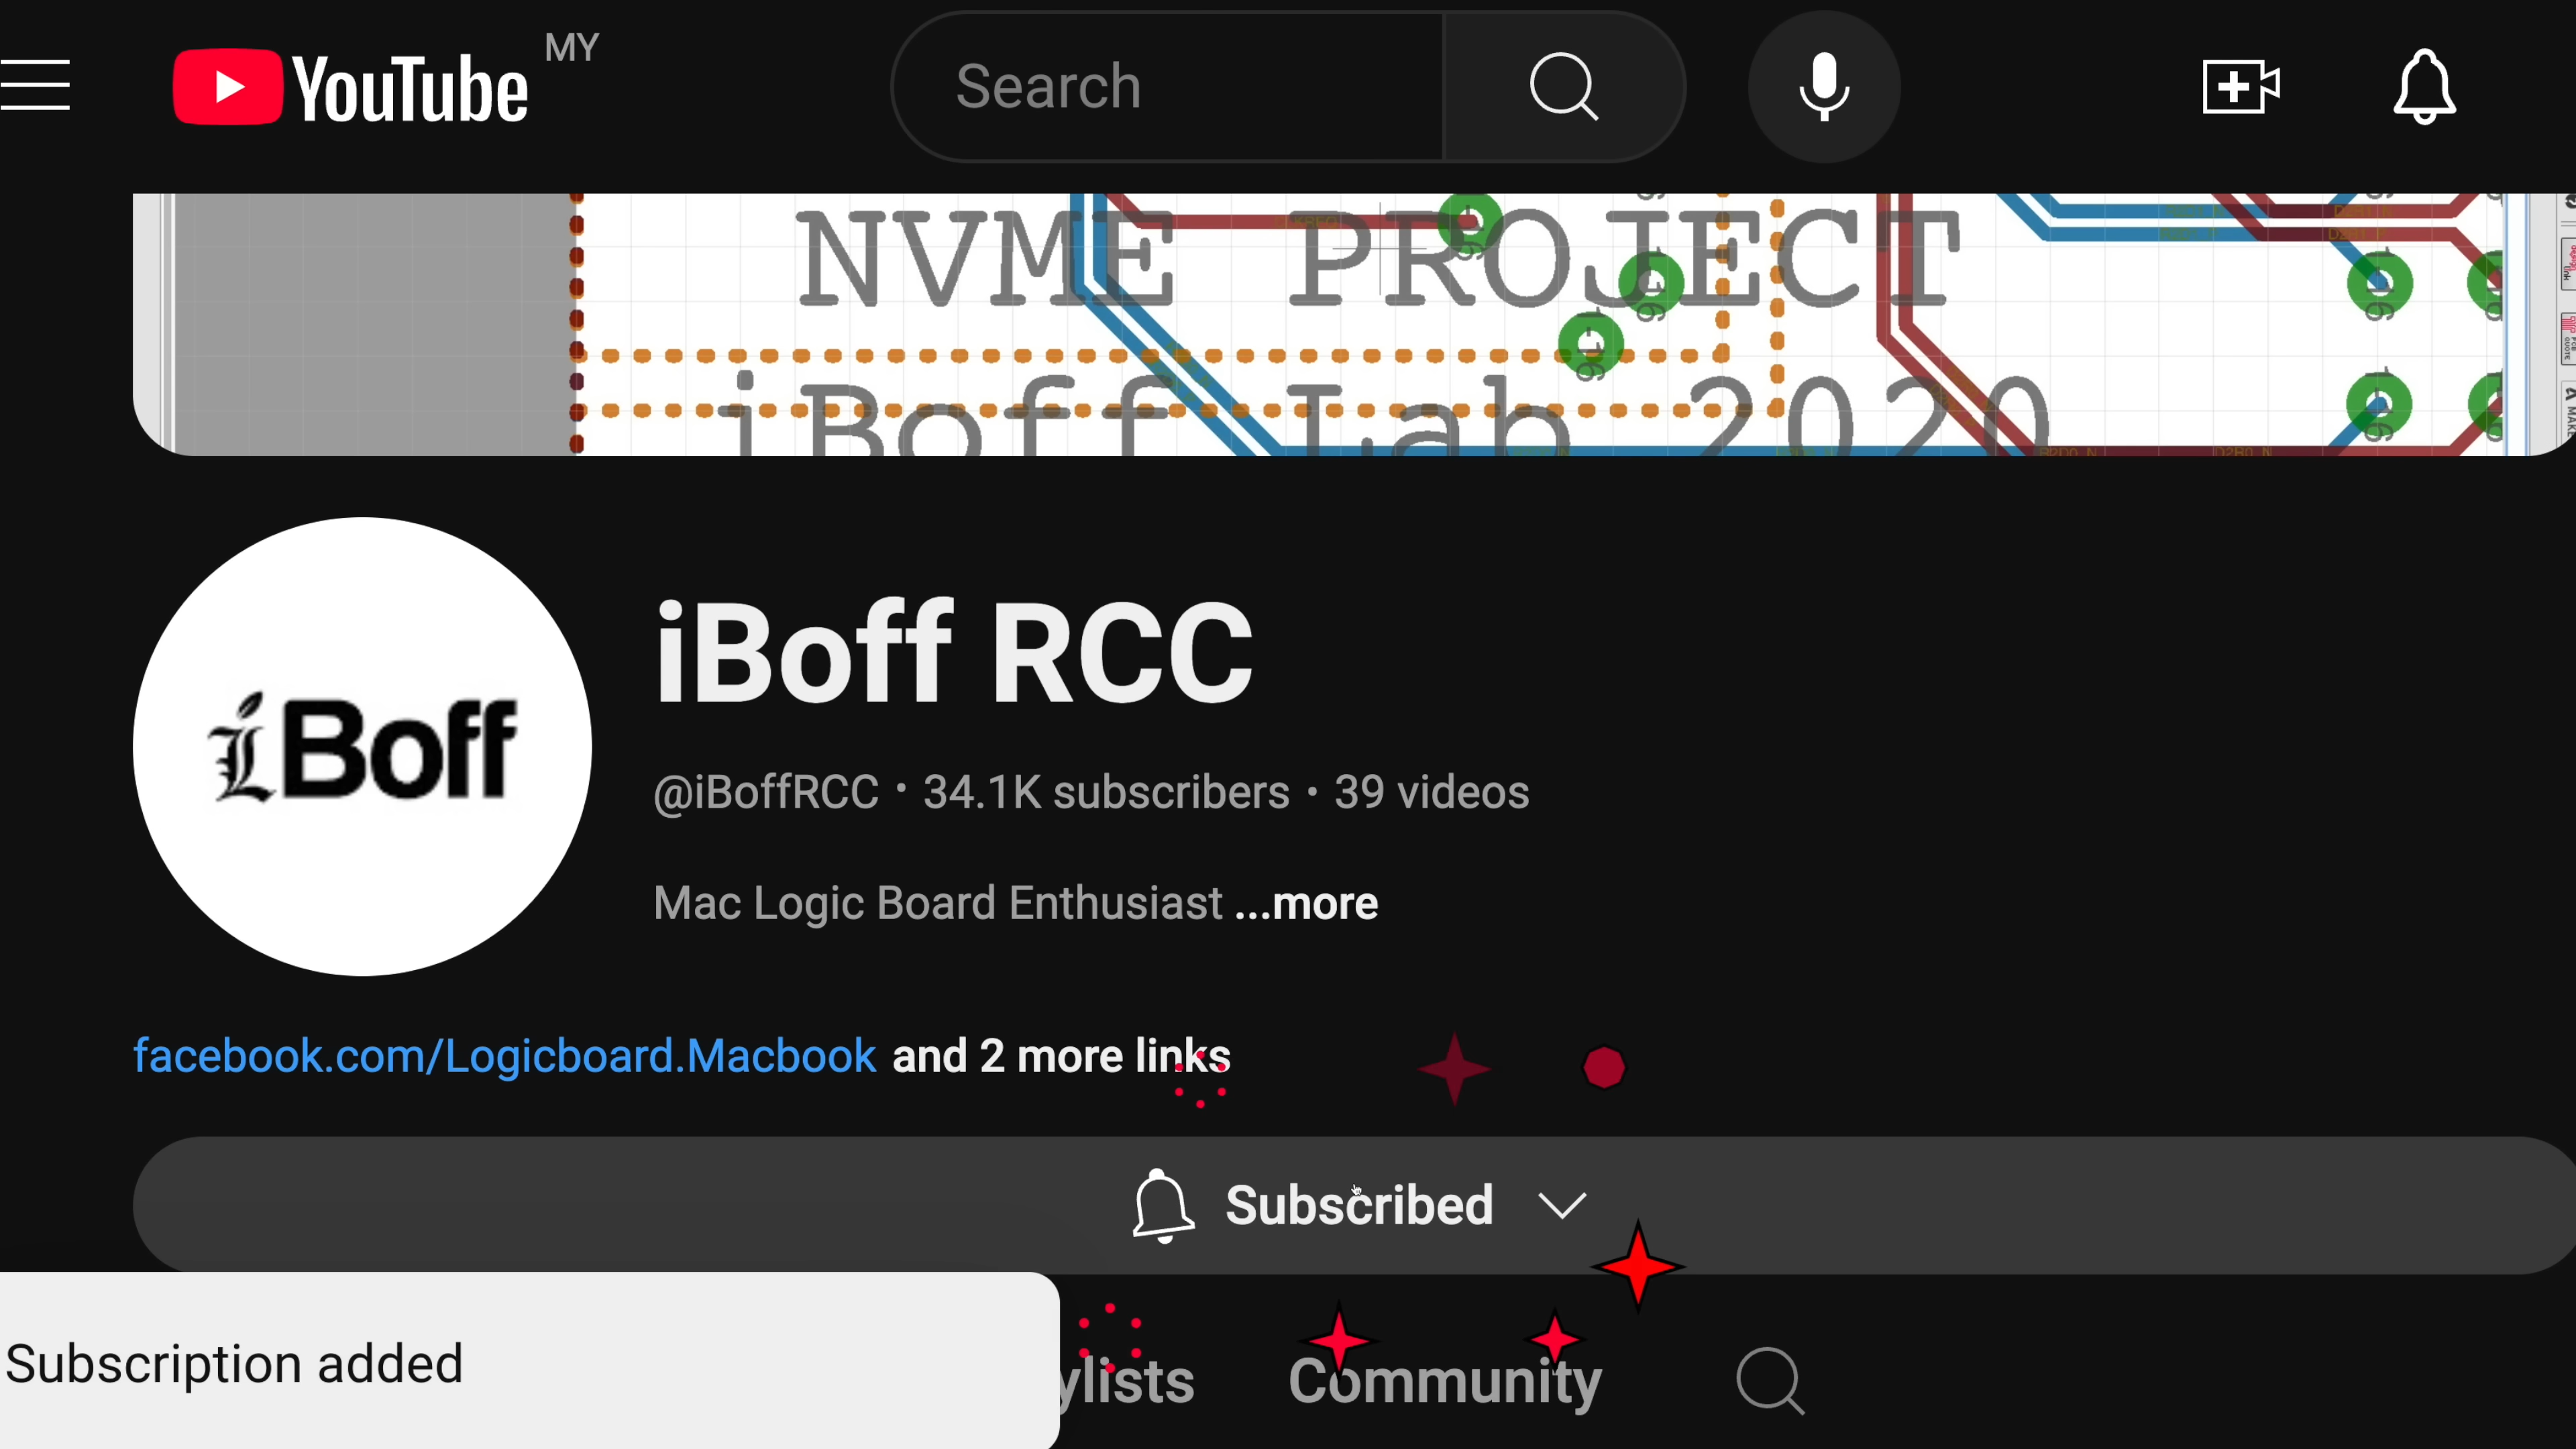 YouTube MY
Search
NVME PROJECT
iBoff Lab 2020
iBoff
iBoff RCC
@iBoffRCC • 34.1K subscribers • 39 videos
Mac Logic Board Enthusiast ...more
facebook.com/Logicboard.Macbook and 2 more links
Subscribed
Subscription added
ylists Community